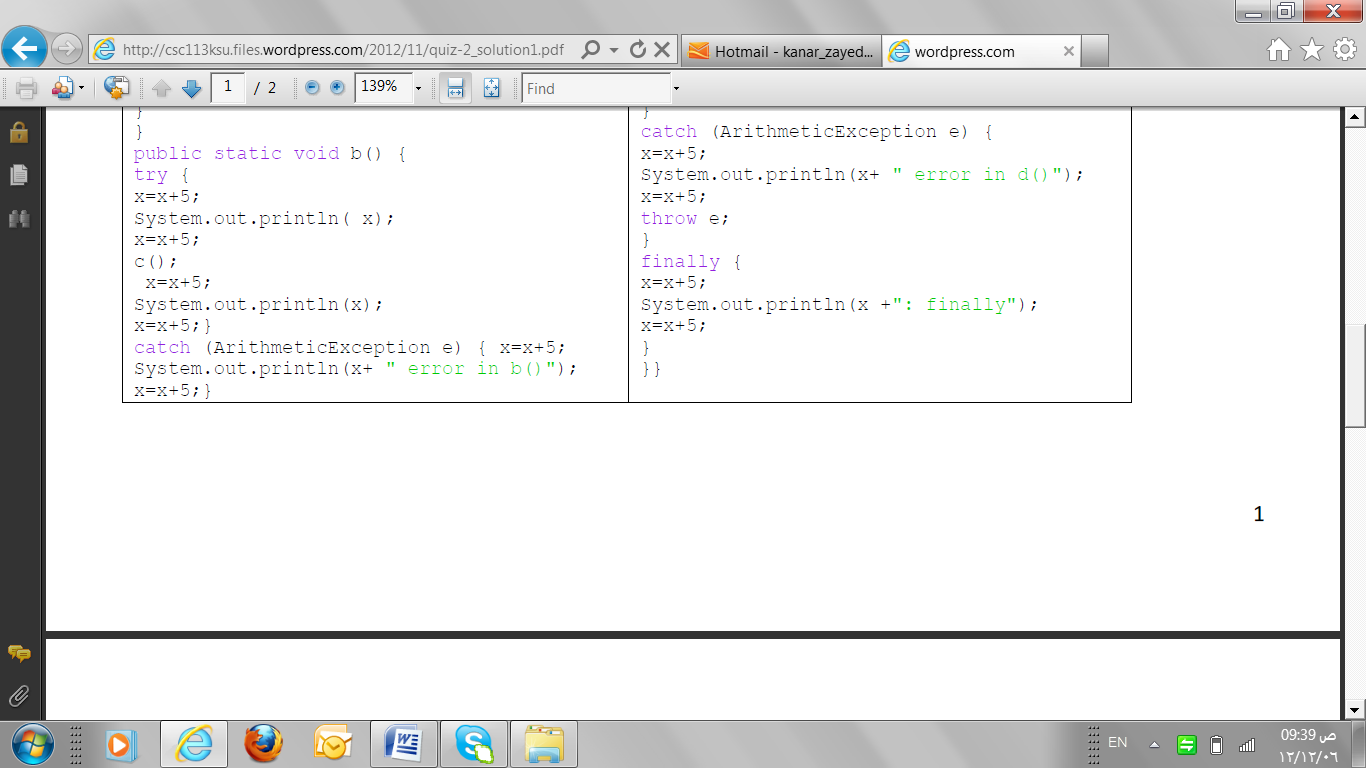 http://csc113ksu.files.wordpress.com/2012/11/quiz-2_solution1.pdf
Hotmail - kanar_zayed...
wordpress.com
1 / 2
139%
Find
}
}
public static void b() {
try {
x=x+5;
System.out.println( x);
x=x+5;
c();
x=x+5;
System.out.println(x);
x=x+5;}
catch (ArithmeticException e) { x=x+5;
System.out.println(x+ " error in b()");
x=x+5;}
}
catch (ArithmeticException e) {
x=x+5;
System.out.println(x+ " error in d()");
x=x+5;
throw e;
}
finally {
x=x+5;
System.out.println(x +": finally");
x=x+5;
}
}}
1
EN
09:39 ص
١٢/١٢/٠٦